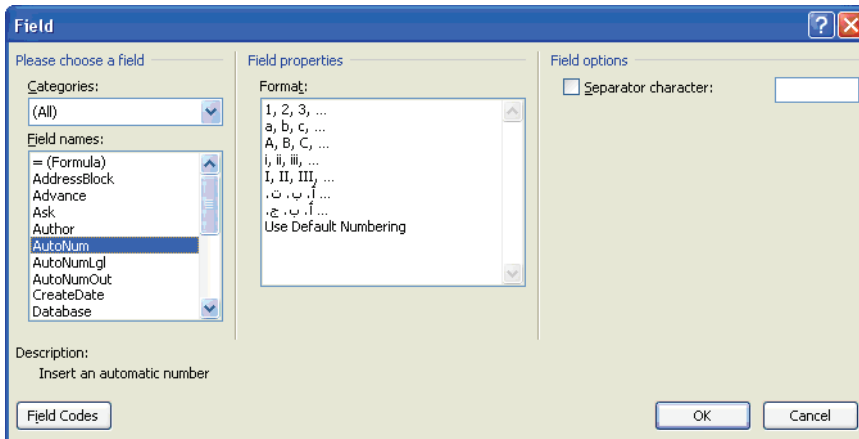 Field
Please choose a field
Categories:
(All)
Field names:
= (Formula)
AddressBlock
Advance
Ask
Author
AutoNum
AutoNumLgl
AutoNumOut
CreateDate
Database
Field properties
Format:
1, 2, 3, ...
a, b, c, ...
A, B, C, ...
i, ii, iii, ...
I, II, III, ...
أ، ب، ت، ...
أ، ب، ج، ...
Use Default Numbering
Field options
Separator character:
Description:
Insert an automatic number
Field Codes
OK
Cancel